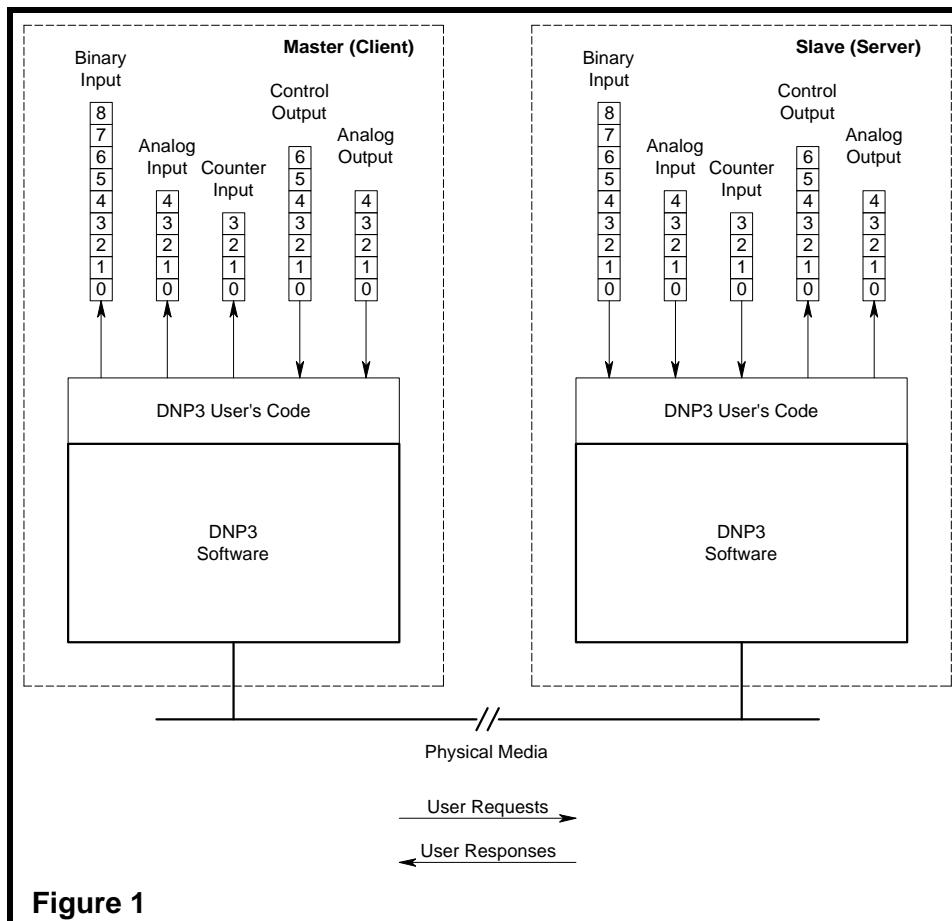 Master (Client)
Binary
Input
8
7
6
5
4
3
2
1
0
Analog
Input
4
3
2
1
0
Counter
Input
3
2
1
0
Control
Output
6
5
4
3
2
1
0
Analog
Output
4
3
2
1
0
DNP3 User's Code
DNP3
Software
Slave (Server)
Binary
Input
8
7
6
5
4
3
2
1
0
Analog
Input
4
3
2
1
0
Counter
Input
3
2
1
0
Control
Output
6
5
4
3
2
1
0
Analog
Output
4
3
2
1
0
DNP3 User's Code
DNP3
Software
Physical Media
User Requests
User Responses
Figure 1